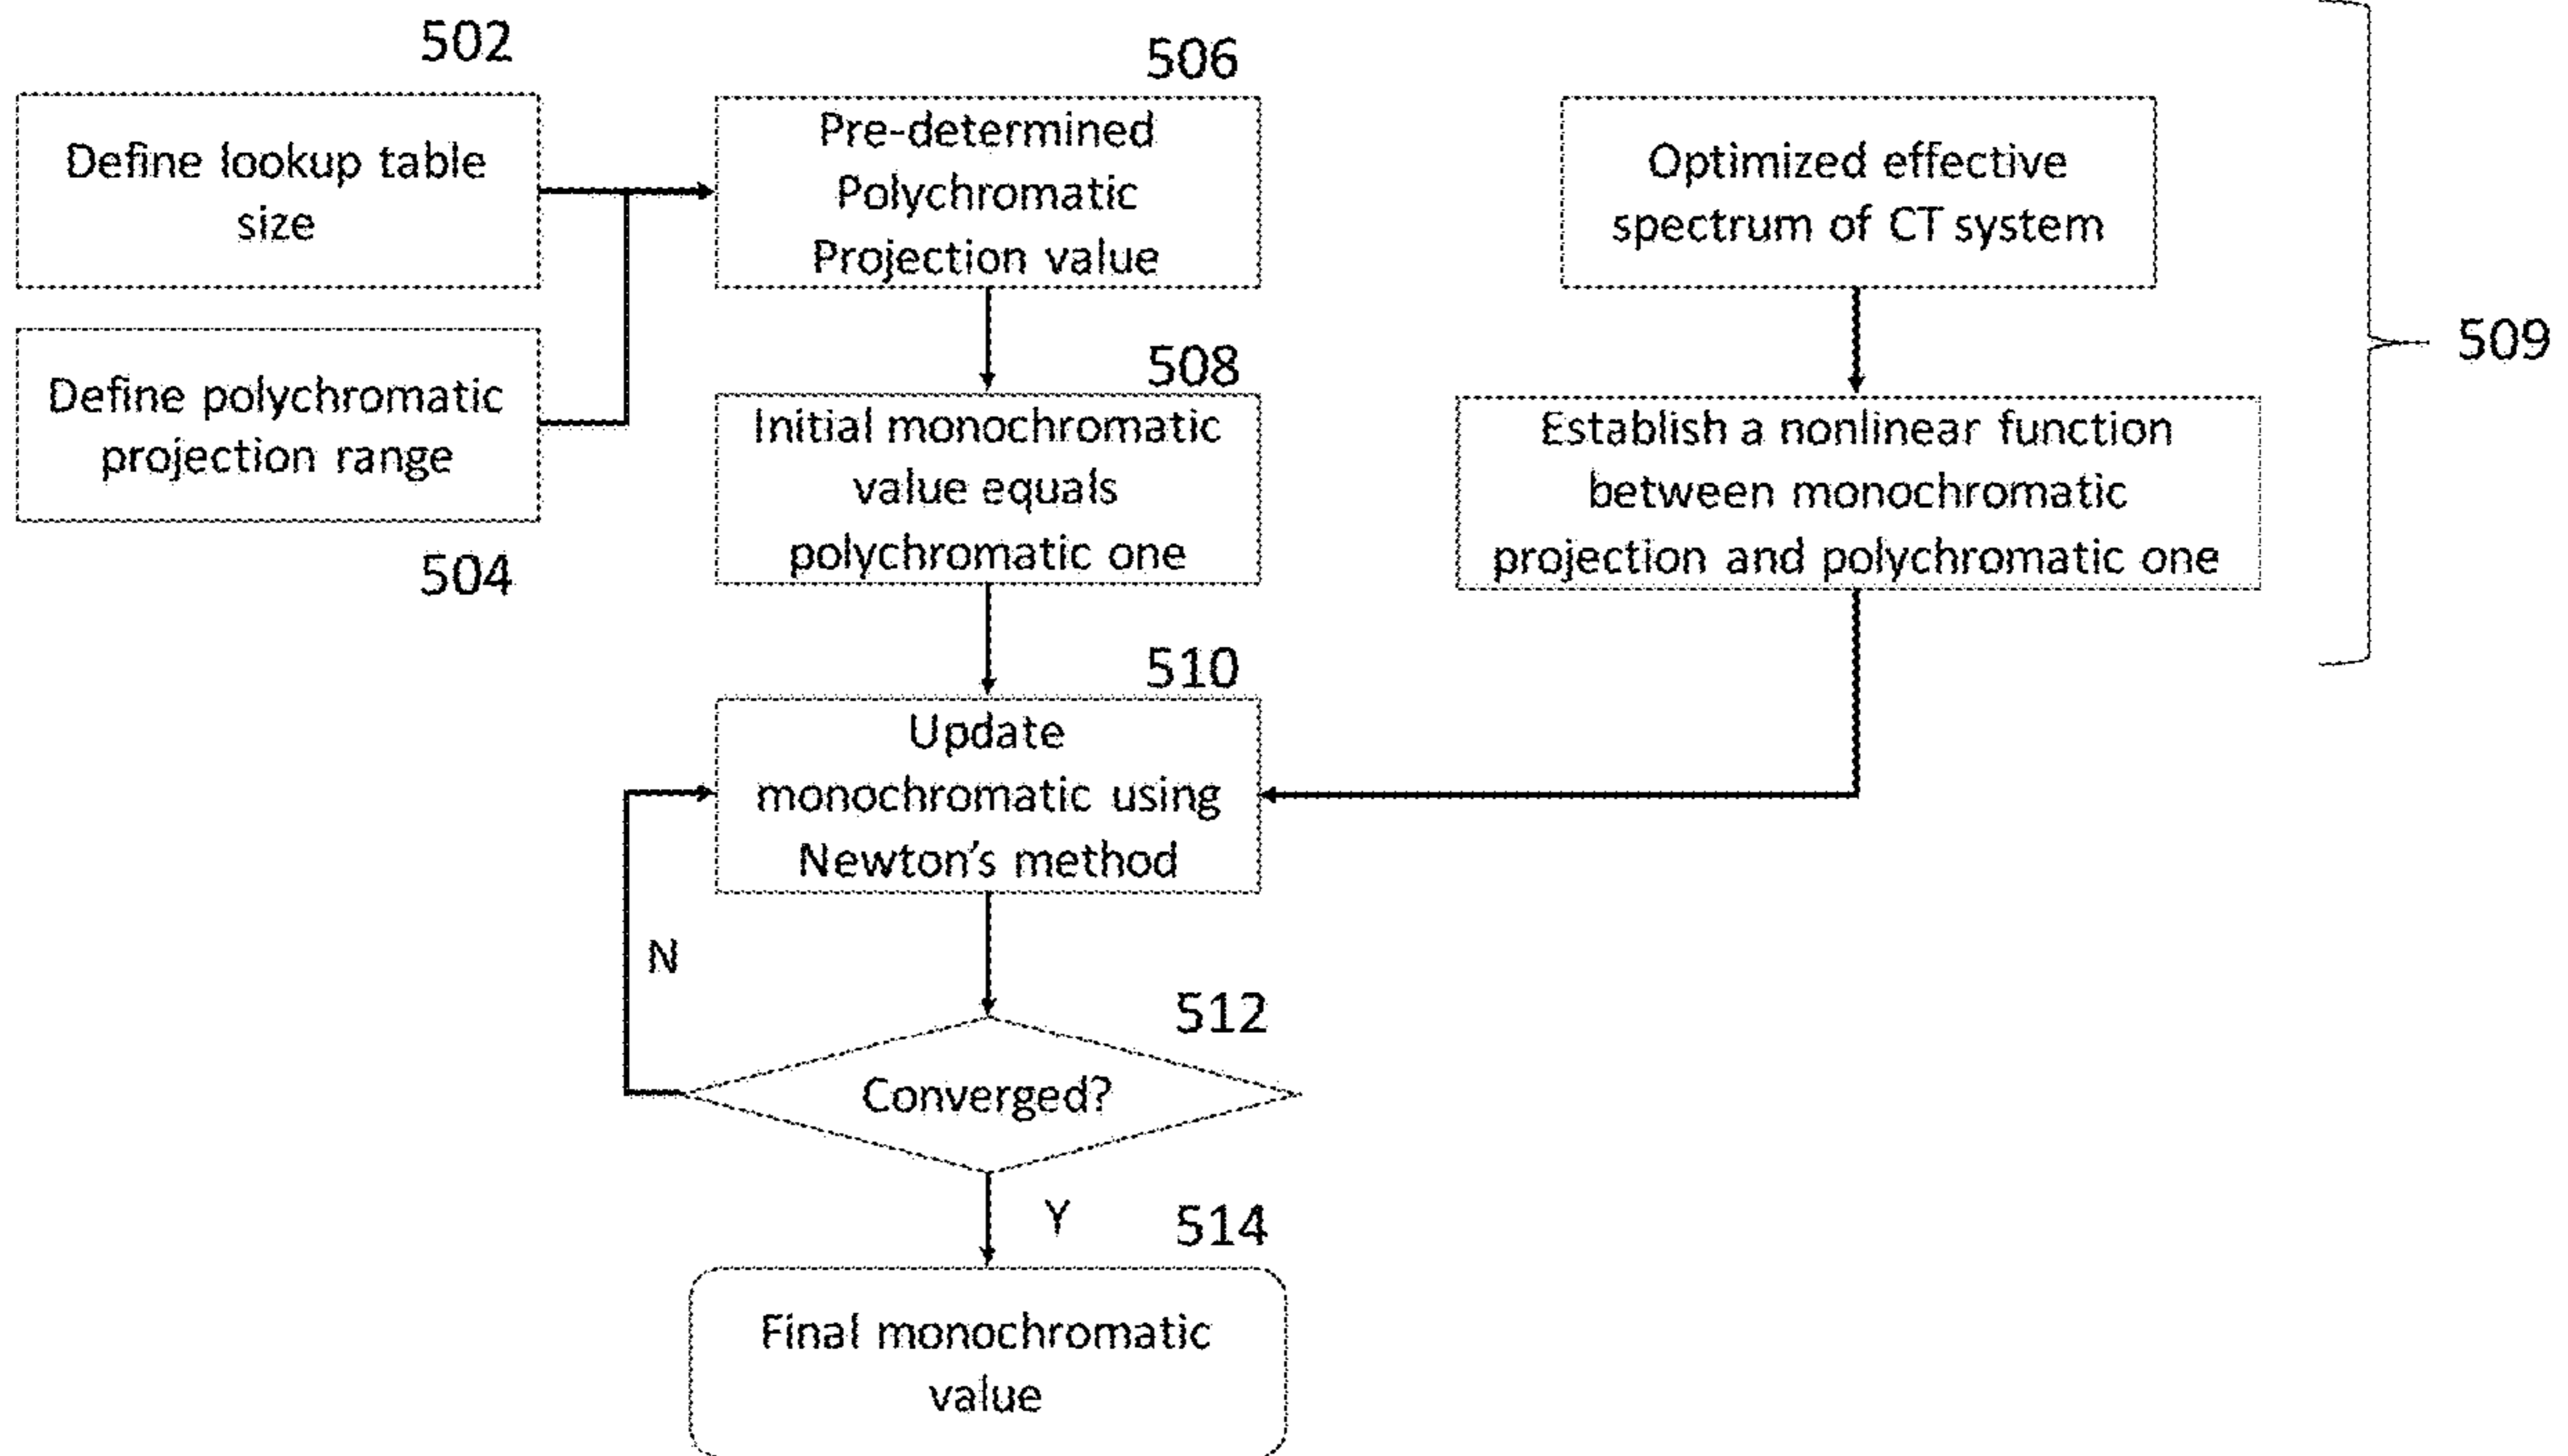 502
Define lookup table
size
Define polychromatic
projection range
504
506
Pre-determined
Polychromatic
Projection value
508
Initial monochromatic
value equals
polychromatic one
Optimized effective
spectrum of CT system
Establish a nonlinear function
between monochromatic
projection and polychromatic one
509
510
Update
monochromatic using
Newton's method
N
512
Converged?
Y
514
Final monochromatic
value